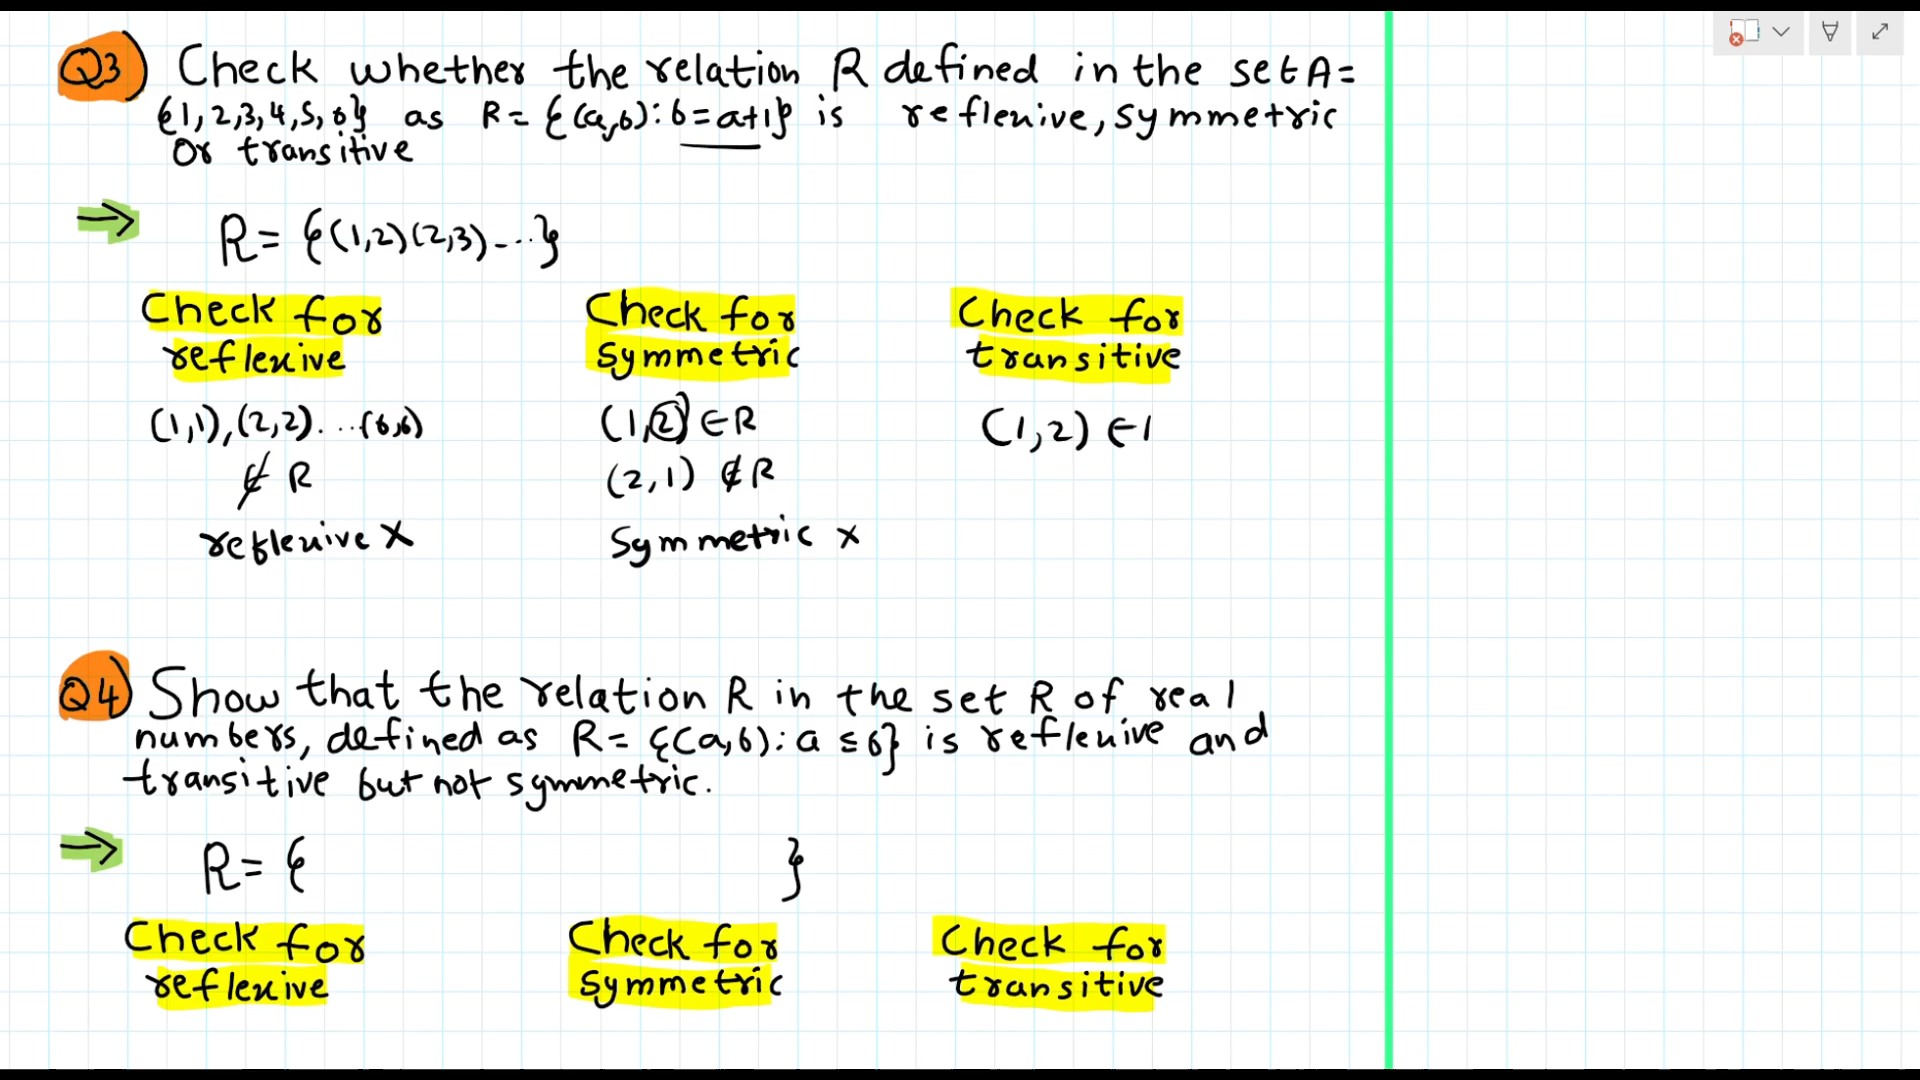 Q3) Check whether the relation R defined in the set A=
{1,2,3,4,5,6} as R = {(a,b): b = a+1} is reflexive, symmetric
Or transitive
⇒ R = {(1,2)(2,3)-...}
Check for reflexive
(1,1),(2,2)....(6,6)
∉ R
reflexive ×
Check for symmetric
(1,2) ∈ R
(2,1) ∉ R
Symmetric ×
Check for transitive
(1,2) ∈ I
Q4) Show that the relation R in the set R of real
numbers, defined as R = {(a,b): a ≤ b} is reflexive and
transitive but not symmetric.
⇒ R = { }
Check for reflexive
Check for symmetric
Check for transitive